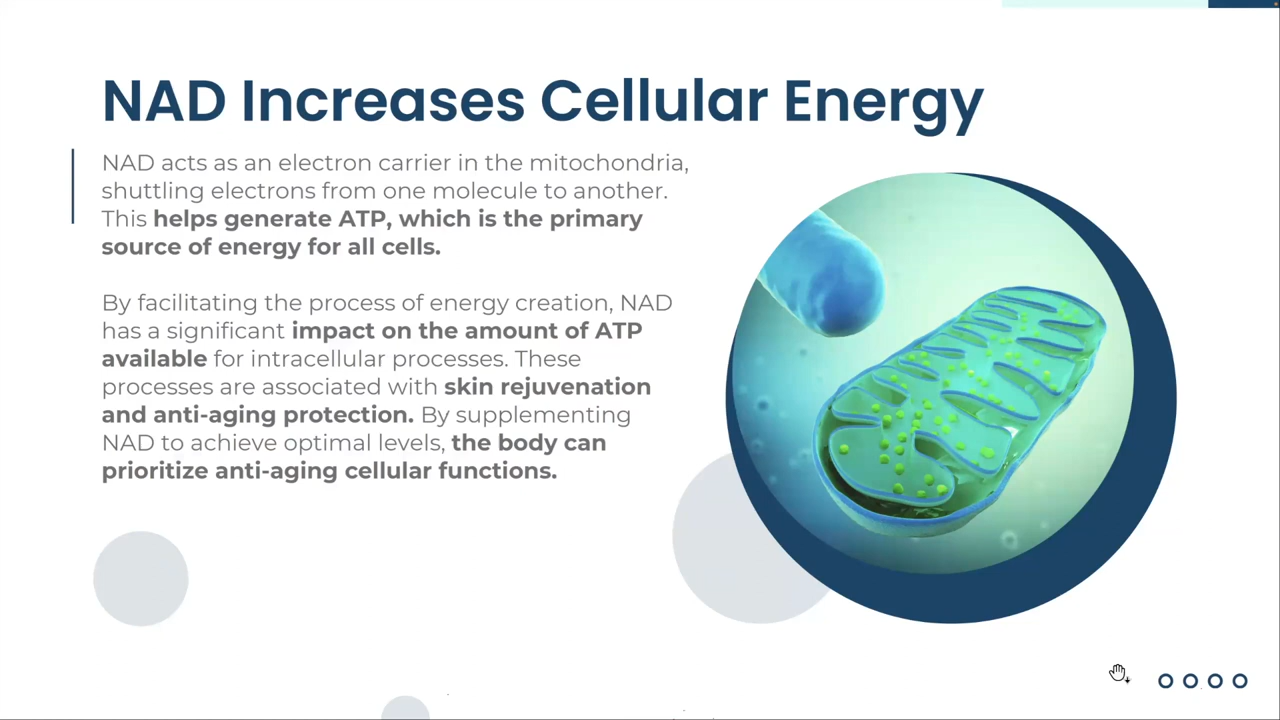 NAD Increases Cellular Energy
NAD acts as an electron carrier in the mitochondria,
shuttling electrons from one molecule to another.
This helps generate ATP, which is the primary
source of energy for all cells.
By facilitating the process of energy creation, NAD
has a significant impact on the amount of ATP
available for intracellular processes. These
processes are associated with skin rejuvenation
and anti-aging protection. By supplementing
NAD to achieve optimal levels, the body can
prioritize anti-aging cellular functions.